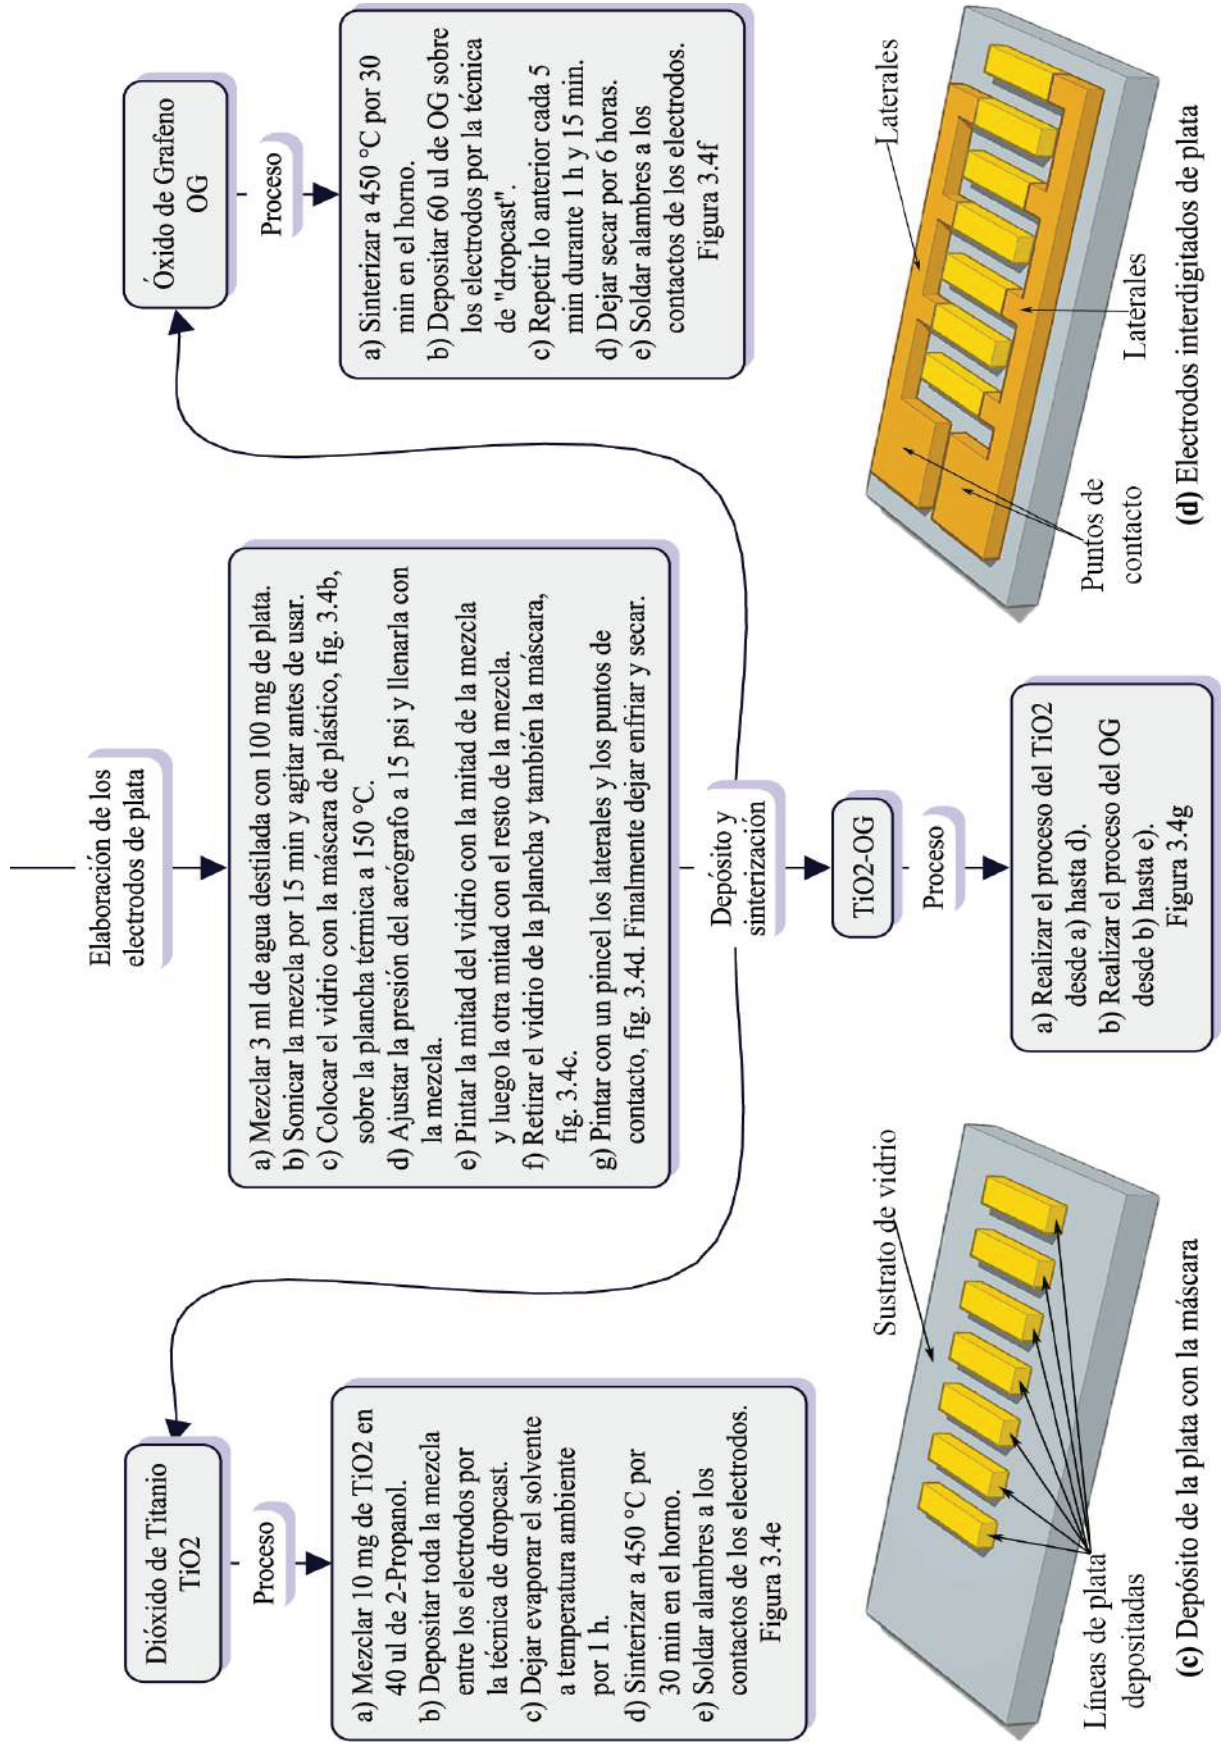 Elaboración de los
electrodos de plata
a) Mezclar 3 ml de agua destilada con 100 mg de plata.
b) Sonicar la mezcla por 15 min y agitar antes de usar.
c) Colocar el vidrio con la máscara de plástico, fig. 3.4b,
sobre la plancha térmica a 150 °C.
d) Ajustar la presión del aerógrafo a 15 psi y llenarla con
la mezcla.
e) Pintar la mitad del vidrio con la mitad de la mezcla
y luego la otra mitad con el resto de la mezcla.
f) Retirar el vidrio de la plancha y también la máscara,
fig. 3.4c.
g) Pintar con un pincel los laterales y los puntos de
contacto, fig. 3.4d. Finalmente dejar enfriar y secar.
Depósito y
sinterización
Dióxido de Titanio
TiO2
Proceso
a) Mezclar 10 mg de TiO2 en
40 ul de 2-Propanol.
b) Depositar toda la mezcla
entre los electrodos por
la técnica de dropcast.
c) Dejar evaporar el solvente
a temperatura ambiente
por 1 h.
d) Sinterizar a 450 °C por
30 min en el horno.
e) Soldar alambres a los
contactos de los electrodos.
Figura 3.4e
TiO2-OG
Proceso
a) Realizar el proceso del TiO2
desde a) hasta d).
b) Realizar el proceso del OG
desde b) hasta e).
Figura 3.4g
Óxido de Grafeno
OG
Proceso
a) Sinterizar a 450 °C por 30
min en el horno.
b) Depositar 60 ul de OG sobre
los electrodos por la técnica
de "dropcast".
c) Repetir lo anterior cada 5
min durante 1 h y 15 min.
d) Dejar secar por 6 horas.
e) Soldar alambres a los
contactos de los electrodos.
Figura 3.4f
Sustrato de vidrio
Líneas de plata
depositadas
(c) Depósito de la plata con la máscara
Laterales
Puntos de
contacto
Laterales
(d) Electrodos interdigitados de plata